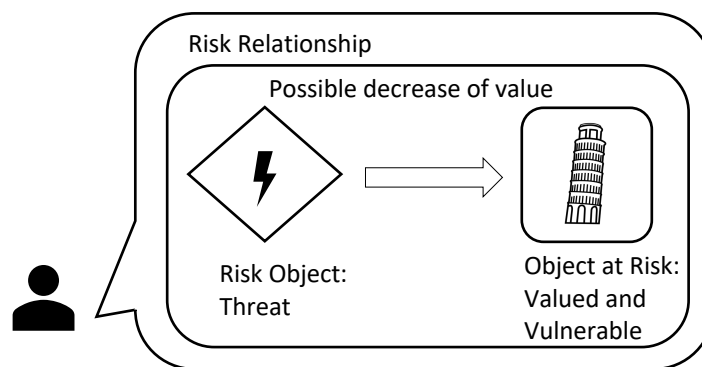 Risk Relationship
Possible decrease of value
Risk Object:
Threat
Object at Risk:
Valued and
Vulnerable